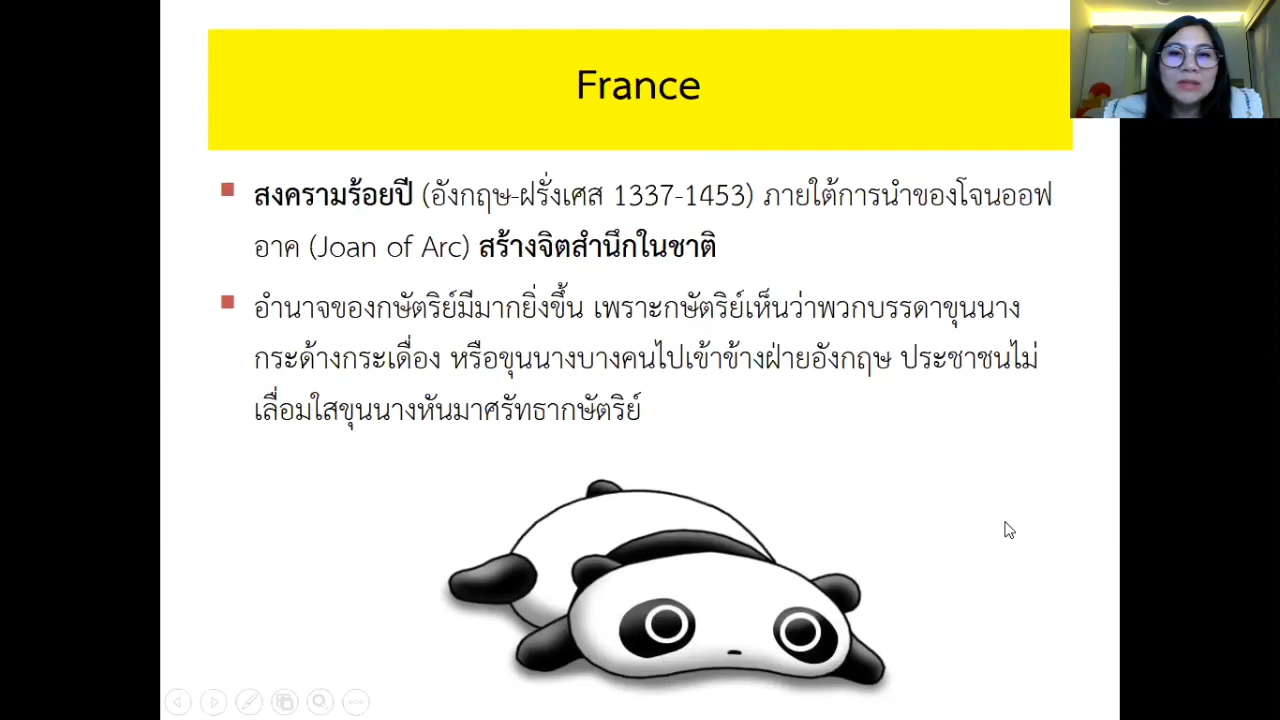 France
สงครามร้อยปี (อังกฤษ-ฝรั่งเศส 1337-1453) ภายใต้การนำของโจนออฟ
อาค (Joan of Arc) สร้างจิตสำนึกในชาติ
อำนาจของกษัตริย์มีมากยิ่งขึ้น เพราะกษัตริย์เห็นว่าพวกบรรดาขุนนาง
กระด้างกระเดื่อง หรือขุนนางบางคนไปเข้าข้างฝ่ายอังกฤษ ประชาชนไม่
เลื่อมใสขุนนางหันมาศรัทธากษัตริย์